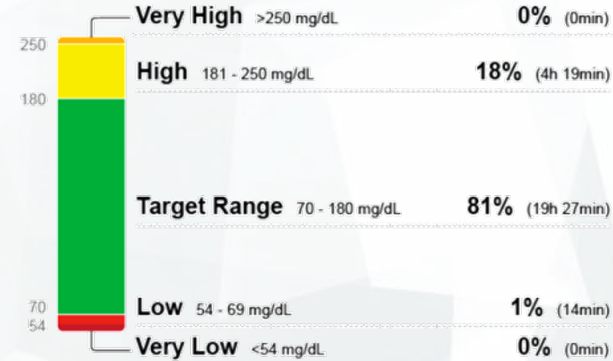 Very High >250 mg/dL 0% (0min)
250
High 181 - 250 mg/dL 18% (4h 19min)
180
Target Range 70 - 180 mg/dL 81% (19h 27min)
70
Low 54 - 69 mg/dL 1% (14min)
54
Very Low <54 mg/dL 0% (0min)